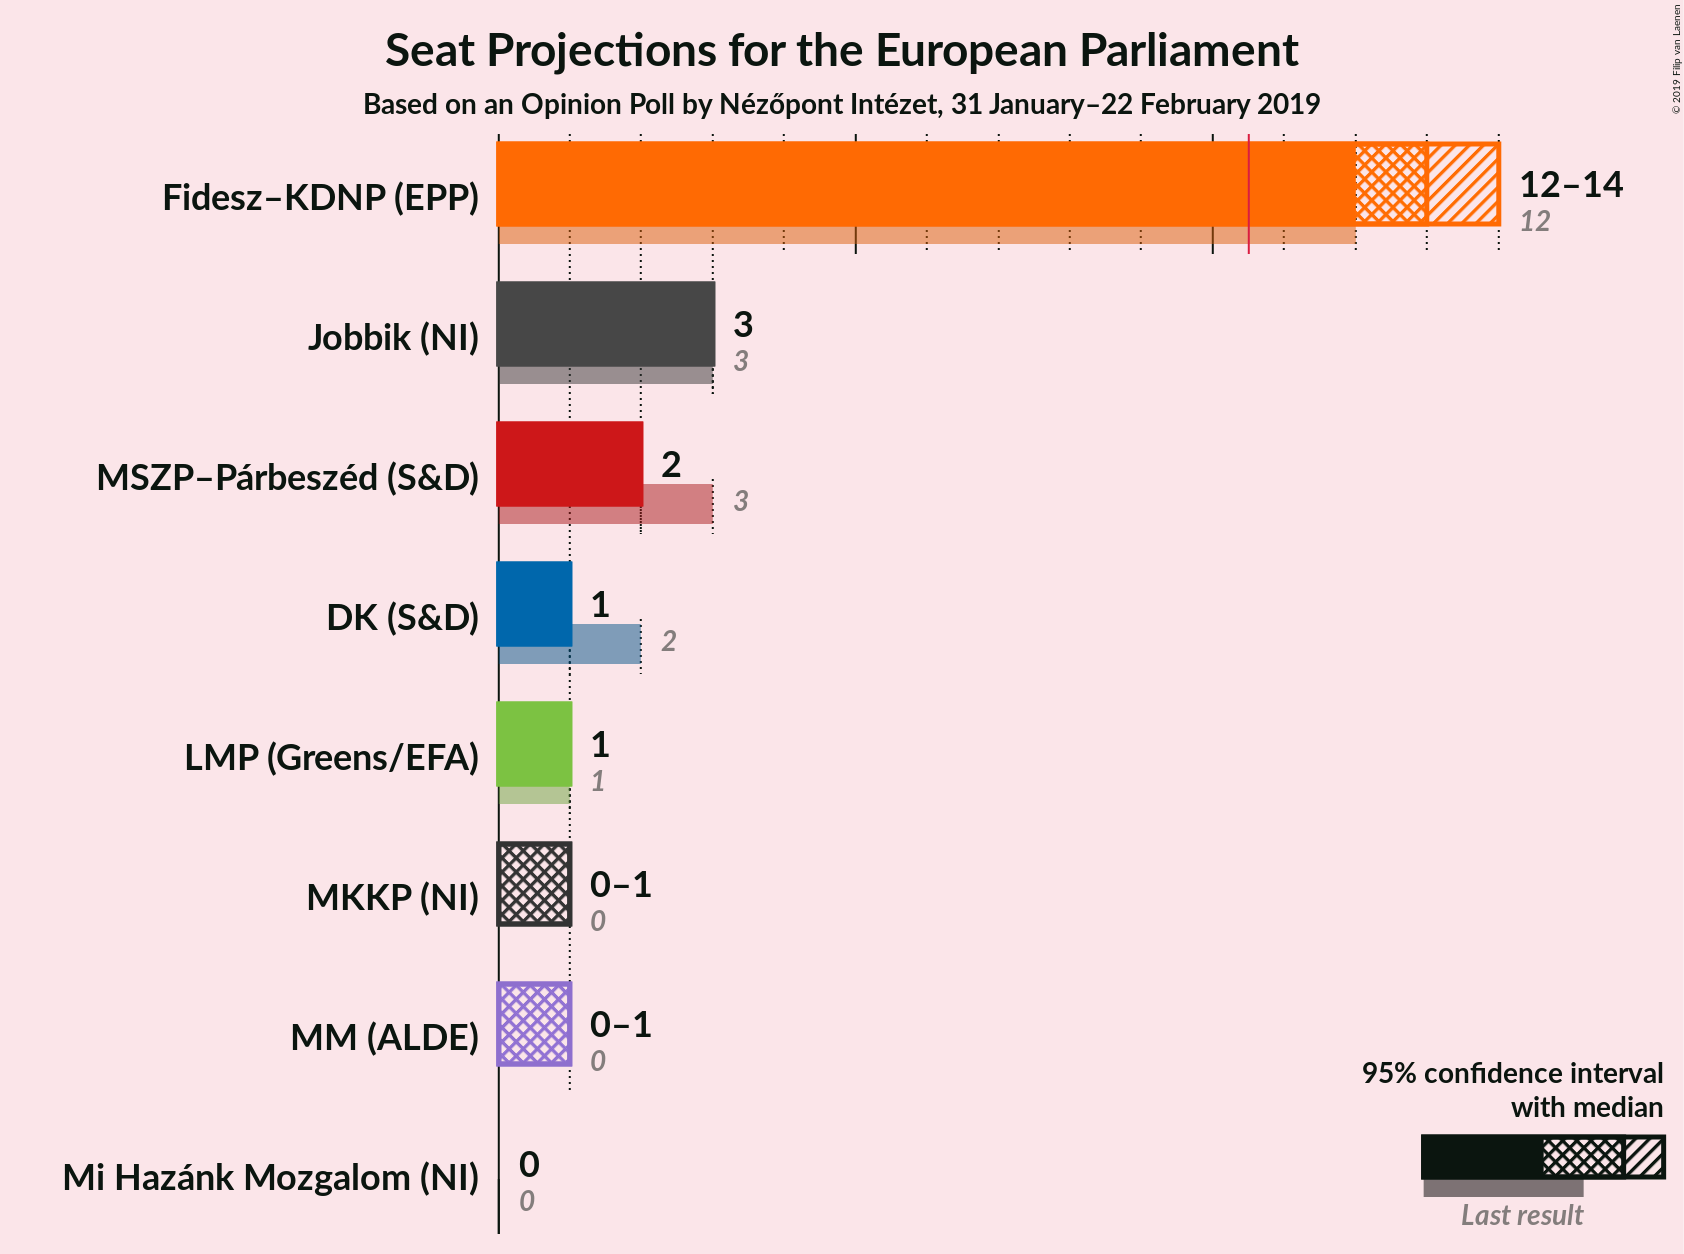 Seat Projections for the European Parliament
Based on an Opinion Poll by Nézőpont Intézet, 31 January–22 February 2019
© 2019 Filip van Laenen
Fidesz–KDNP (EPP)
12–14
12
Jobbik (NI)
3
3
MSZP–Párbeszéd (S&D)
2
3
DK (S&D)
1
2
LMP (Greens/EFA)
1
1
MKKP (NI)
0–1
0
MM (ALDE)
0–1
0
Mi Hazánk Mozgalom (NI)
0
0
95% confidence interval
with median
Last result